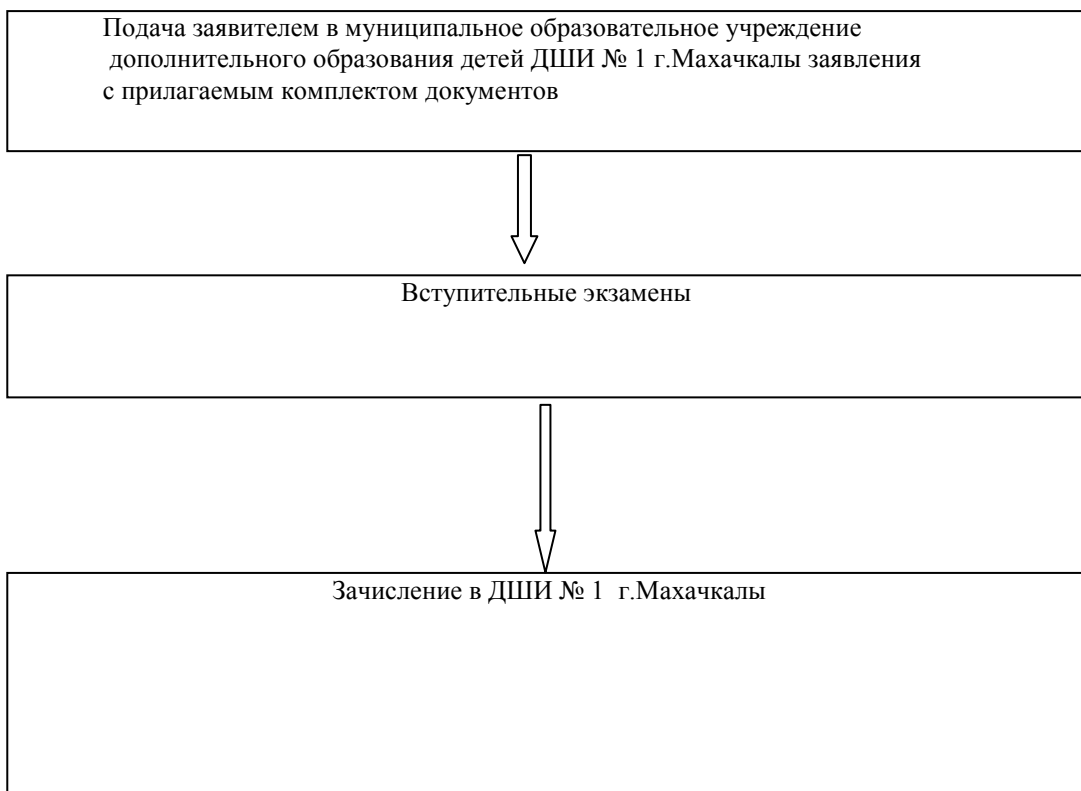 Подача заявителем в муниципальное образовательное учреждение
дополнительного образования детей ДШИ № 1 г.Махачкалы заявления
с прилагаемым комплектом документов
Вступительные экзамены
Зачисление в ДШИ № 1 г.Махачкалы